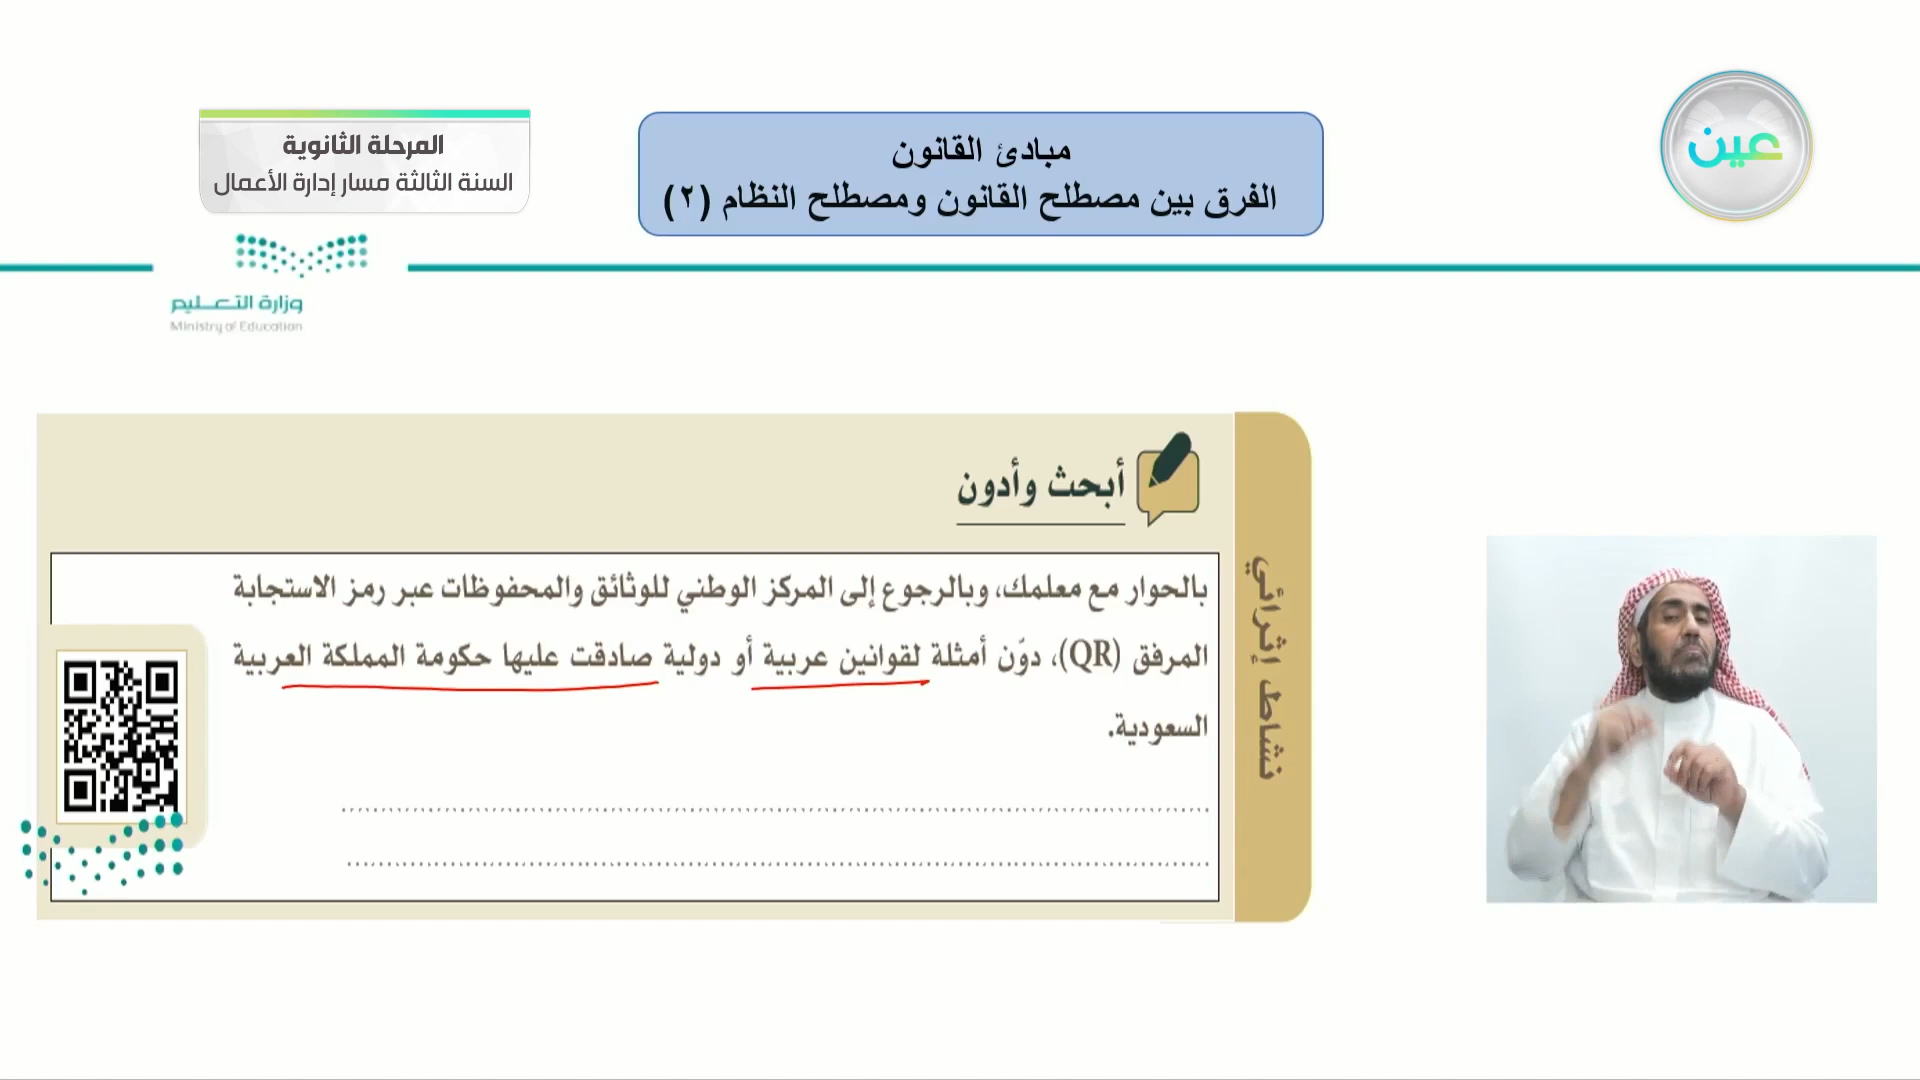 عين
مبادئ القانون
الفرق بين مصطلح القانون ومصطلح النظام (٢)
المرحلة الثانوية
السنة الثالثة مسار إدارة الأعمال
وزارة التعـــليم
Ministry of Education
نشاط إثرائي
أبحث وأدون
بالحوار مع معلمك، وبالرجوع إلى المركز الوطني للوثائق والمحفوظات عبر رمز الاستجابة
المرفق (QR)، دوّن أمثلة لقوانين عربية أو دولية صادقت عليها حكومة المملكة العربية
السعودية.